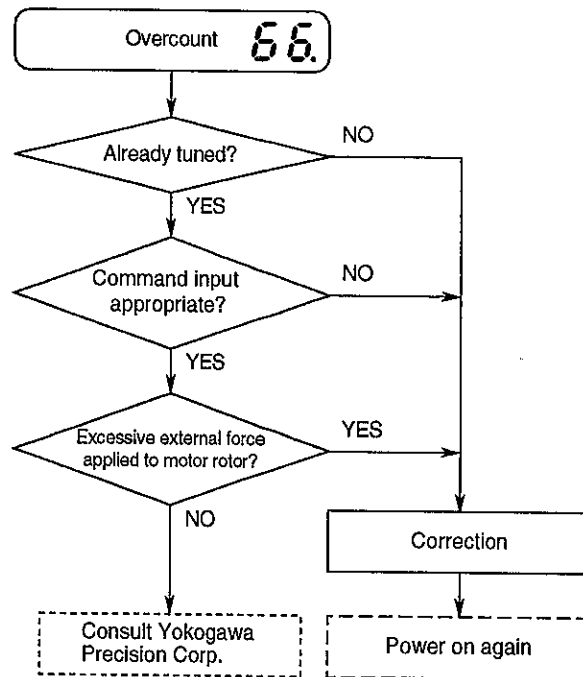 Overcount 66.
Already tuned?
NO
YES
Command input
appropriate?
NO
YES
Excessive external force
applied to motor rotor?
YES
NO
Correction
Consult Yokogawa
Precision Corp.
Power on again